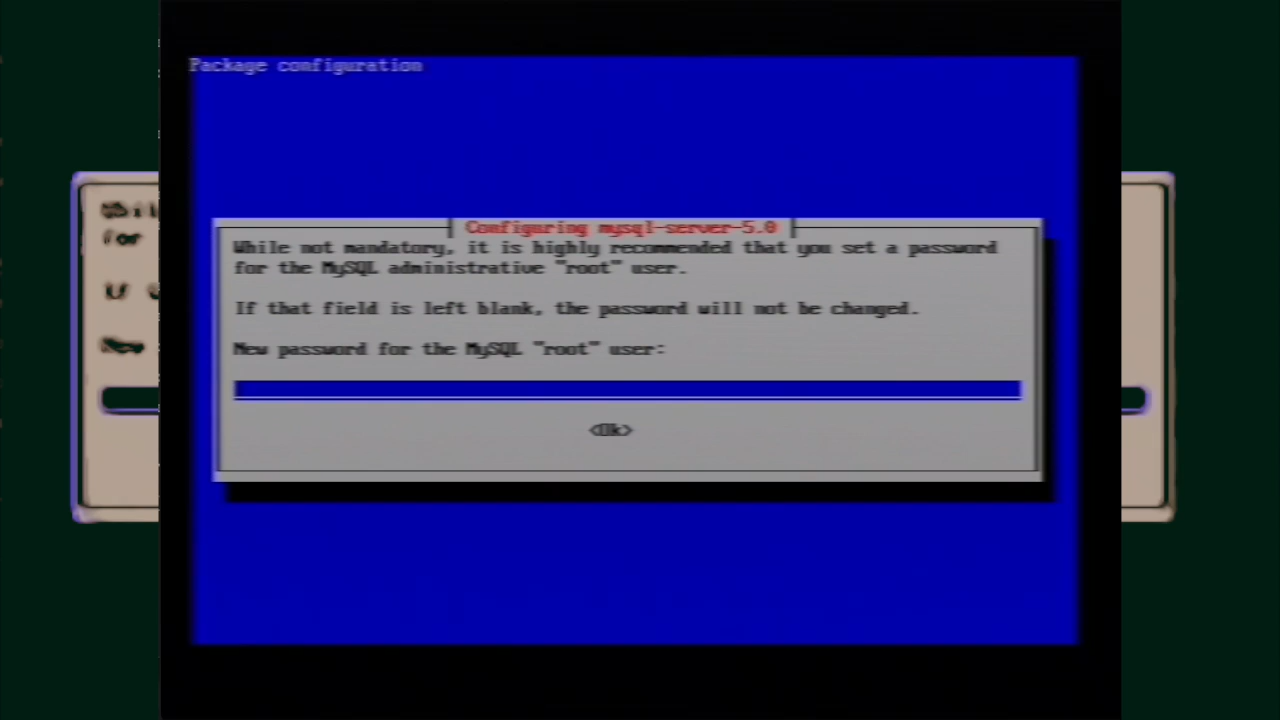 Package configuration
Configuring mysql-server-5.0
While not mandatory, it is highly recommended that you set a password
for the MySQL administrative "root" user.
If that field is left blank, the password will not be changed.
New password for the MySQL "root" user:
<Ok>
for
New